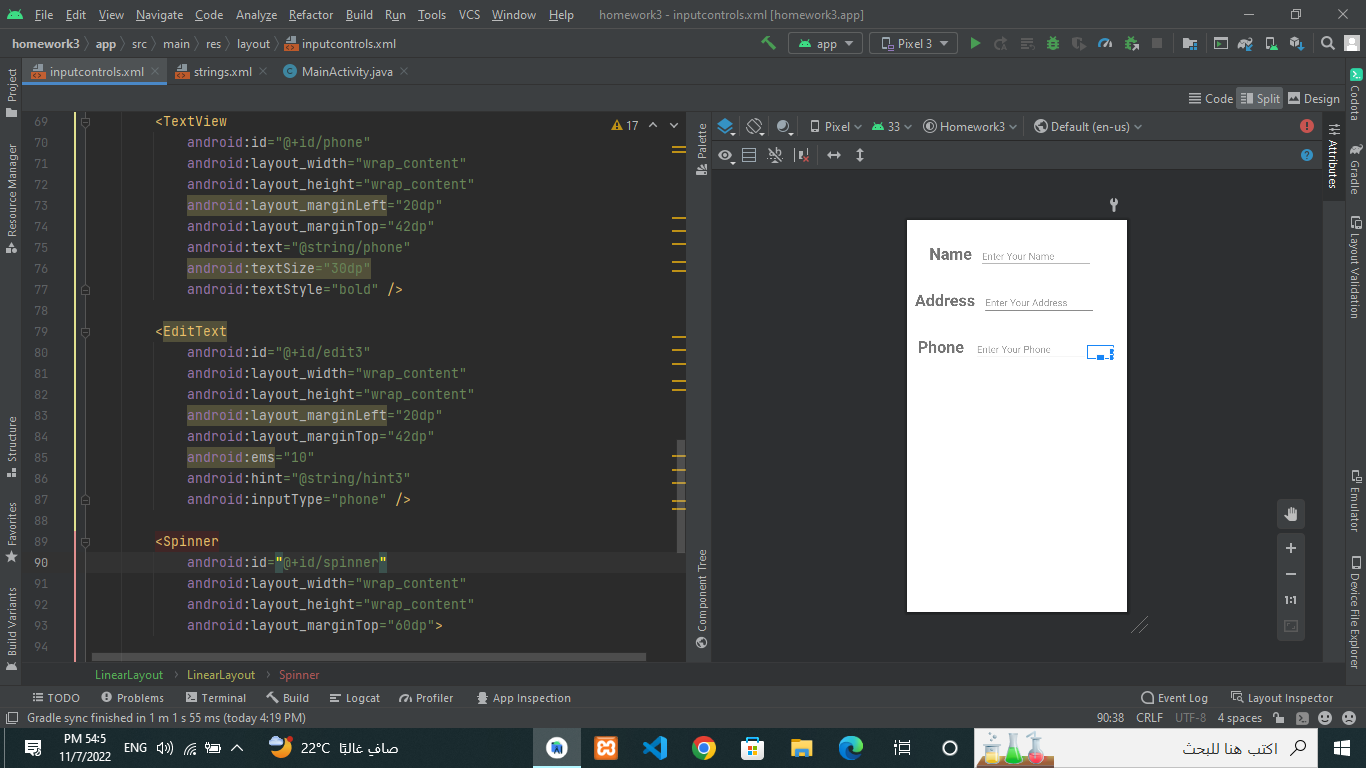 File Edit View Navigate Code Analyze Refactor Build Run Tools VCS Window Help homework3 - inputcontrols.xml [homework3.app]
homework3 app src main res layout inputcontrols.xml app Pixel 3
inputcontrols.xml strings.xml MainActivity.java
Code Split Design
Project
Resource Manager
Structure
Favorites
Build Variants
69 <TextView
70 android:id="@+id/phone"
71 android:layout_width="wrap_content"
72 android:layout_height="wrap_content"
73 android:layout_marginLeft="20dp"
74 android:layout_marginTop="42dp"
75 android:text="@string/phone"
76 android:textSize="30dp"
77 android:textStyle="bold" />
78
79 <EditText
80 android:id="@+id/edit3"
81 android:layout_width="wrap_content"
82 android:layout_height="wrap_content"
83 android:layout_marginLeft="20dp"
84 android:layout_marginTop="42dp"
85 android:ems="10"
86 android:hint="@string/hint3"
87 android:inputType="phone" />
88
89 <Spinner
90 android:id="@+id/spinner"
91 android:layout_width="wrap_content"
92 android:layout_height="wrap_content"
93 android:layout_marginTop="60dp">
94
17
Palette
Component Tree
Pixel 33 Homework3 Default (en-us)
Name Enter Your Name
Address Enter Your Address
Phone Enter Your Phone
1:1
Attributes
Codota
Gradle
Layout Validation
Emulator
Device File Explorer
LinearLayout LinearLayout Spinner
TODO Problems Terminal Build Logcat Profiler App Inspection Event Log Layout Inspector
Gradle sync finished in 1 m 1 s 55 ms (today 4:19 PM) 90:38 CRLF UTF-8 4 spaces
PM 54:5
11/7/2022
ENG
22°C صافٍ غالبًا
اكتب هنا للبحث